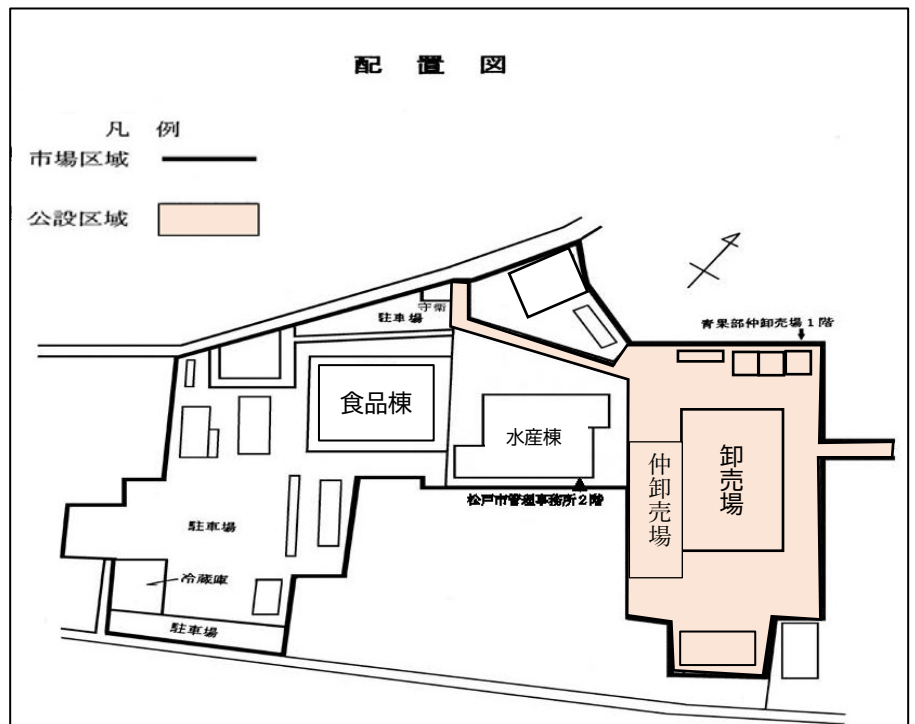 配置図
凡例
市場区域
公設区域
守衛
駐車場
青果部仲卸売場1階
食品棟
水産棟
卸売場
仲卸売場
松戸市管理事務所2階
駐車場
冷蔵庫
駐車場